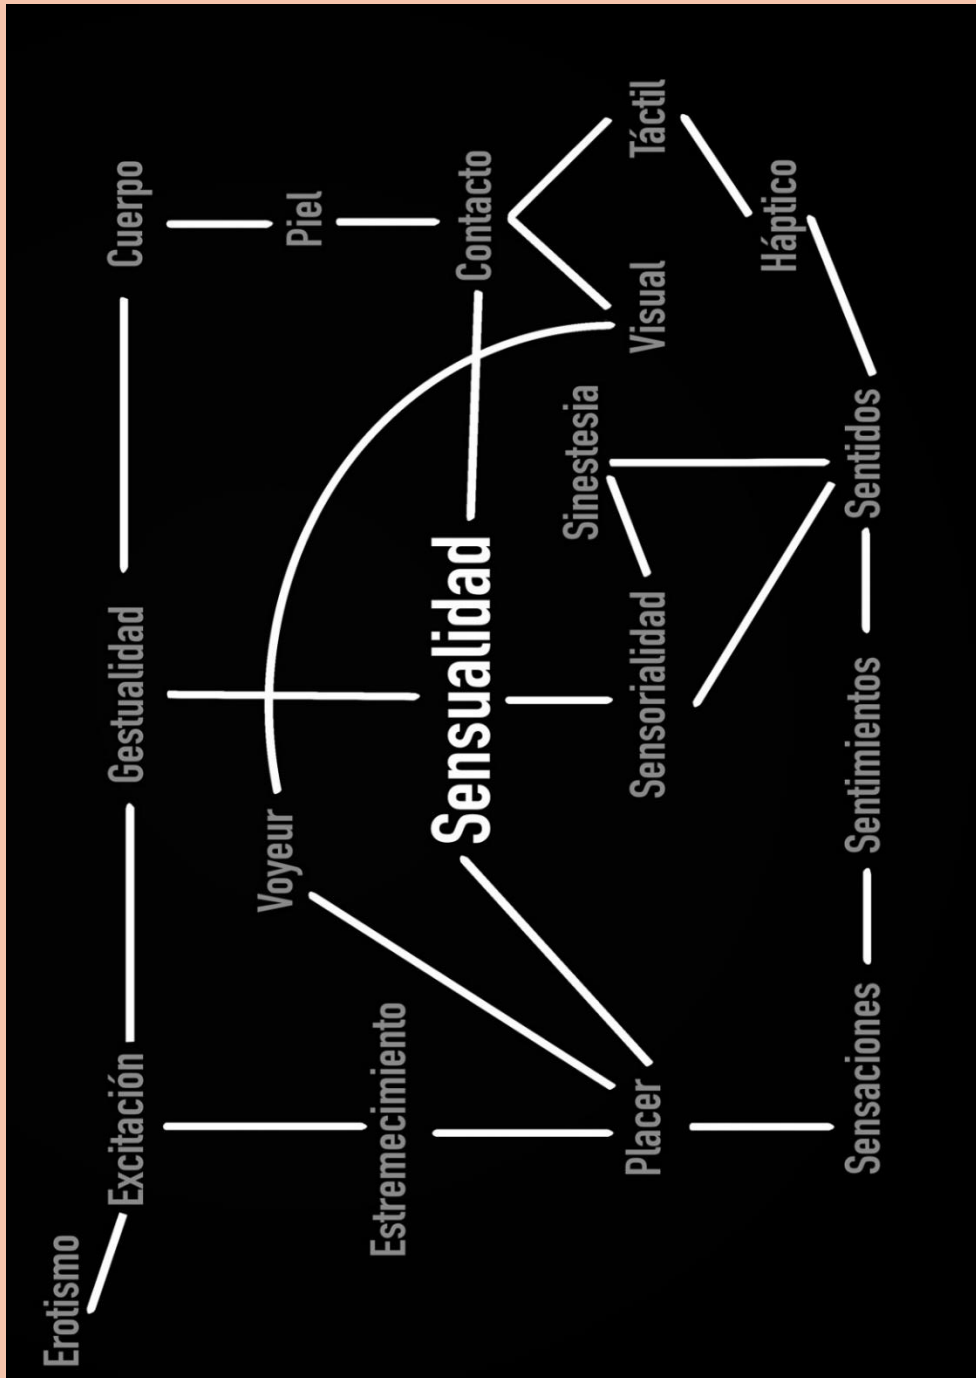 Erotismo
Excitación
Gestualidad
Cuerpo
Voyeur
Piel
Estremecimiento
Sensualidad
Contacto
Sinestesia
Placer
Sensorialidad
Visual
Táctil
Háptico
Sensaciones
Sentimientos
Sentidos